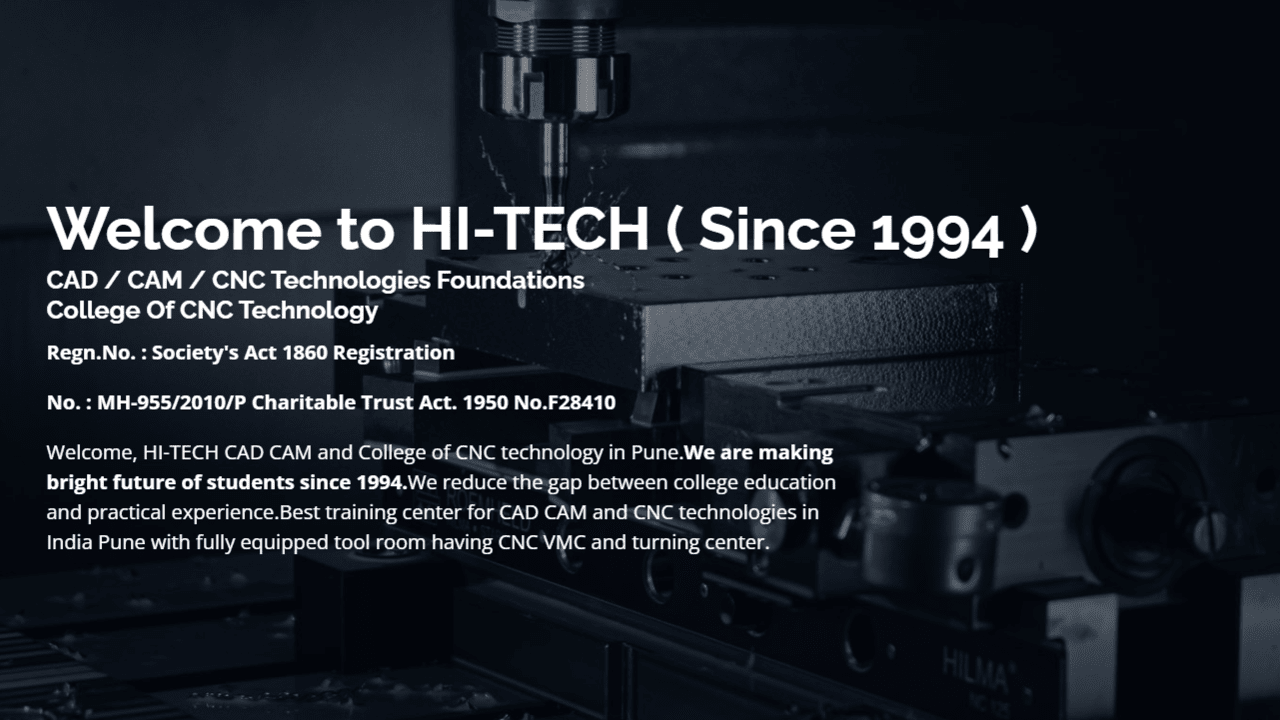 Welcome to HI-TECH ( Since 1994 )
CAD / CAM / CNC Technologies Foundations
College Of CNC Technology
Regn.No. : Society's Act 1860 Registration
No. : MH-955/2010/P Charitable Trust Act. 1950 No.F28410
Welcome, HI-TECH CAD CAM and College of CNC technology in Pune.We are making
bright future of students since 1994.We reduce the gap between college education
and practical experience.Best training center for CAD CAM and CNC technologies in
India Pune with fully equipped tool room having CNC VMC and turning center.
HILMA